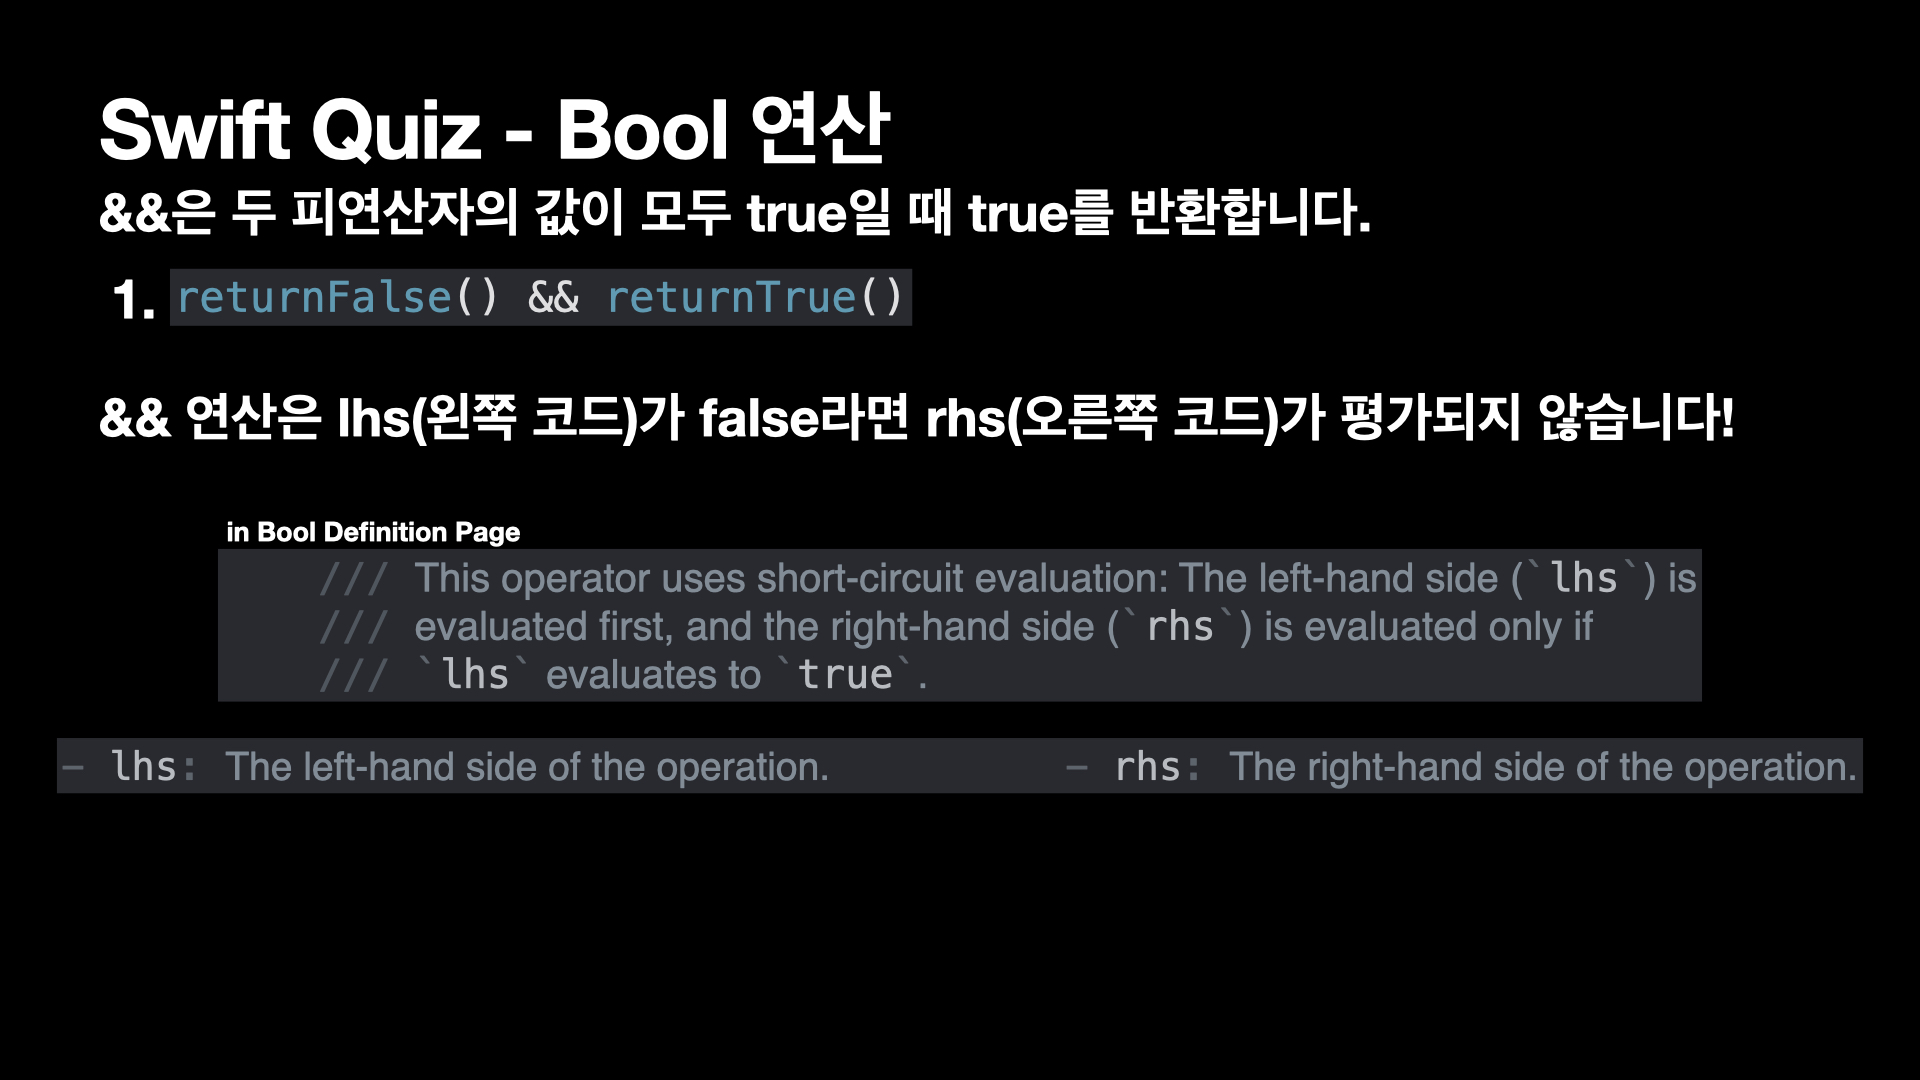 Swift Quiz - Bool 연산
&&은 두 피연산자의 값이 모두 true일 때 true를 반환합니다.
1. returnFalse() && returnTrue()
&& 연산은 lhs(왼쪽 코드)가 false라면 rhs(오른쪽 코드)가 평가되지 않습니다!
in Bool Definition Page
/// This operator uses short-circuit evaluation: The left-hand side (`lhs`) is
/// evaluated first, and the right-hand side (`rhs`) is evaluated only if
/// `lhs` evaluates to `true`.
- lhs: The left-hand side of the operation. - rhs: The right-hand side of the operation.